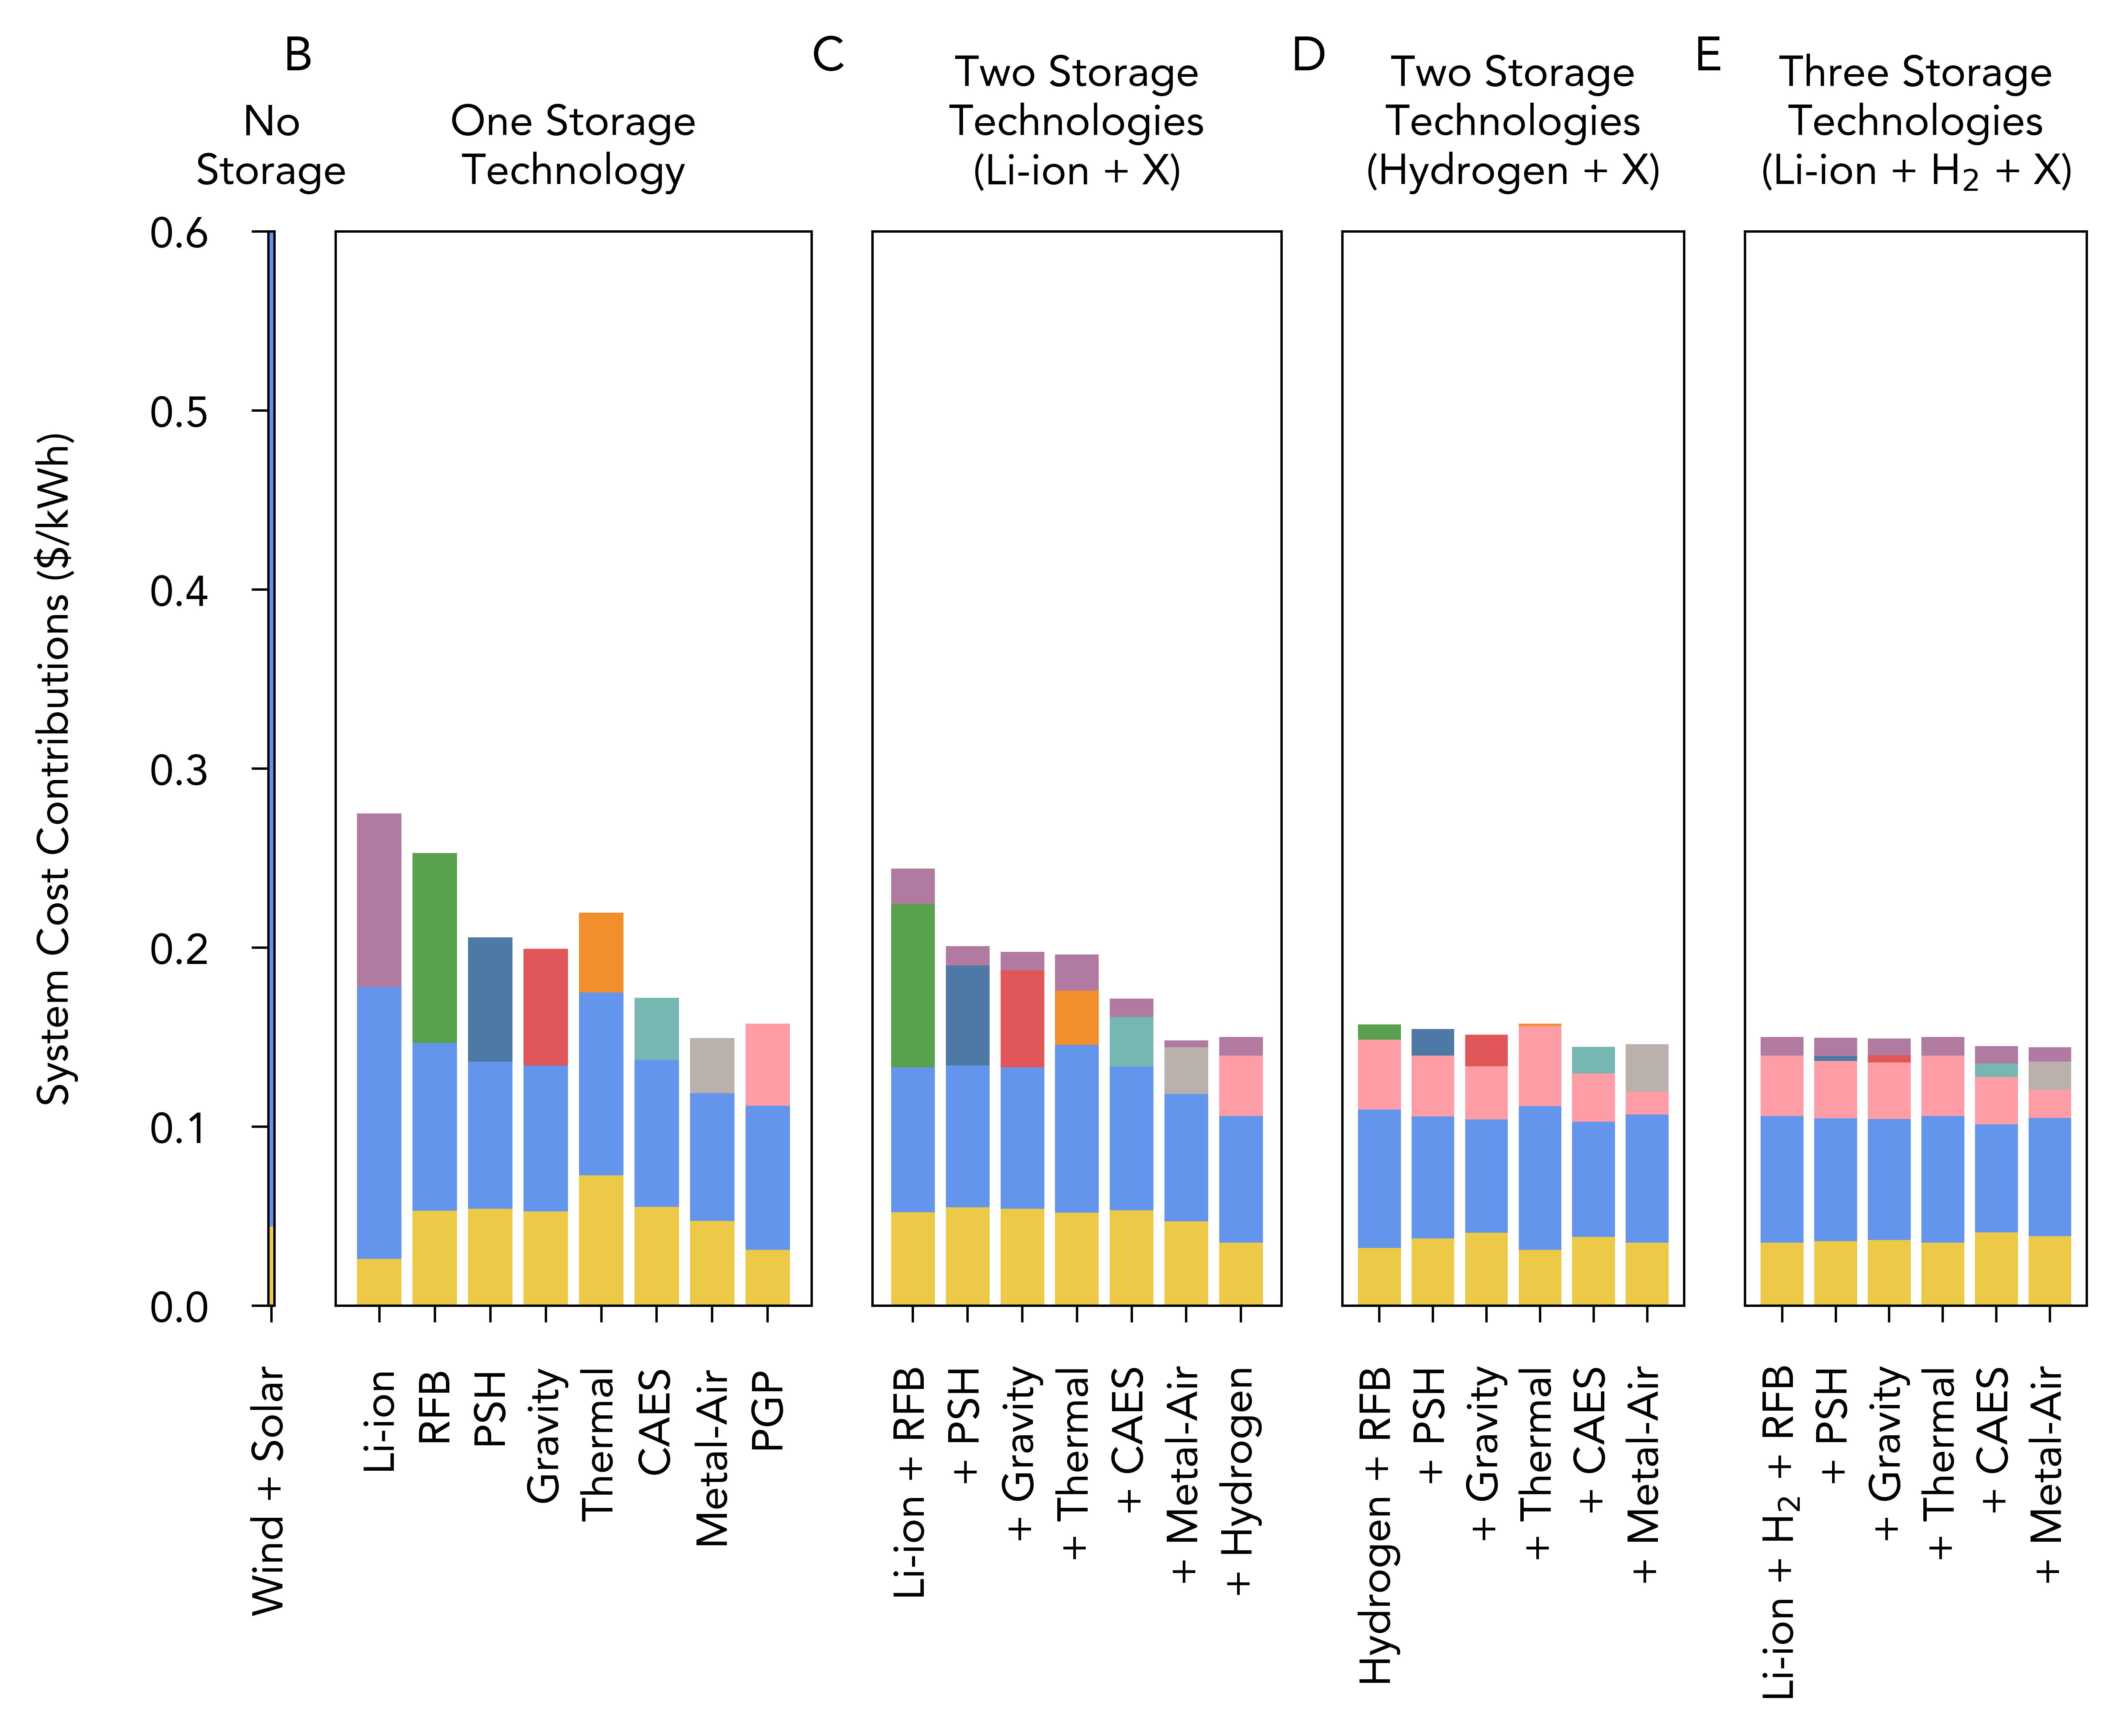 B
No
Storage
One Storage
Technology
C
Two Storage
Technologies
(Li-ion + X)
D
Two Storage
Technologies
(Hydrogen + X)
E
Three Storage
Technologies
(Li-ion + H₂ + X)
System Cost Contributions ($/kWh)
0.6
0.5
0.4
0.3
0.2
0.1
0.0
Wind + Solar
Li-ion
RFB
PSH
Gravity
Thermal
CAES
Metal-Air
PGP
Li-ion + RFB
+ PSH
+ Gravity
+ Thermal
+ CAES
+ Metal-Air
+ Hydrogen
Hydrogen + RFB
+ PSH
+ Gravity
+ Thermal
+ CAES
+ Metal-Air
Li-ion + H₂ + RFB
+ PSH
+ Gravity
+ Thermal
+ CAES
+ Metal-Air